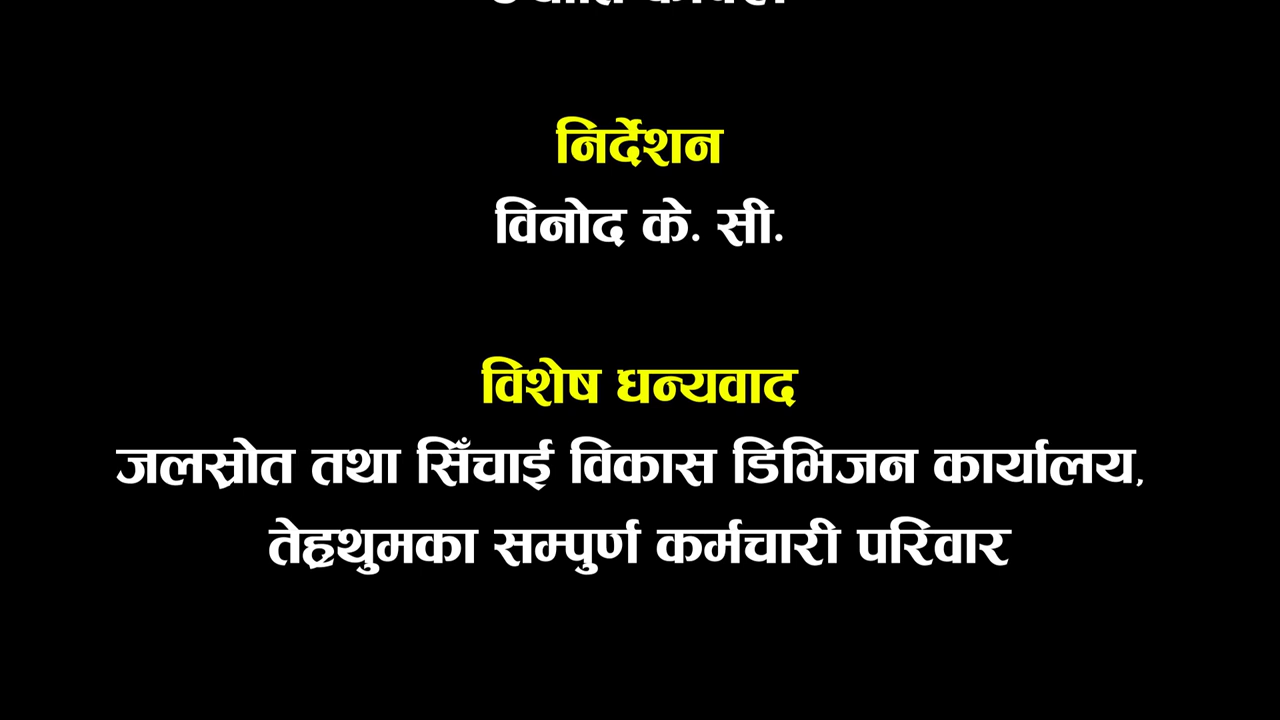 निर्देशन
विनोद के. सी.
विशेष धन्यवाद
जलस्रोत तथा सिँचाई विकास डिभिजन कार्यालय,
तेह्रथुमका सम्पुर्ण कर्मचारी परिवार